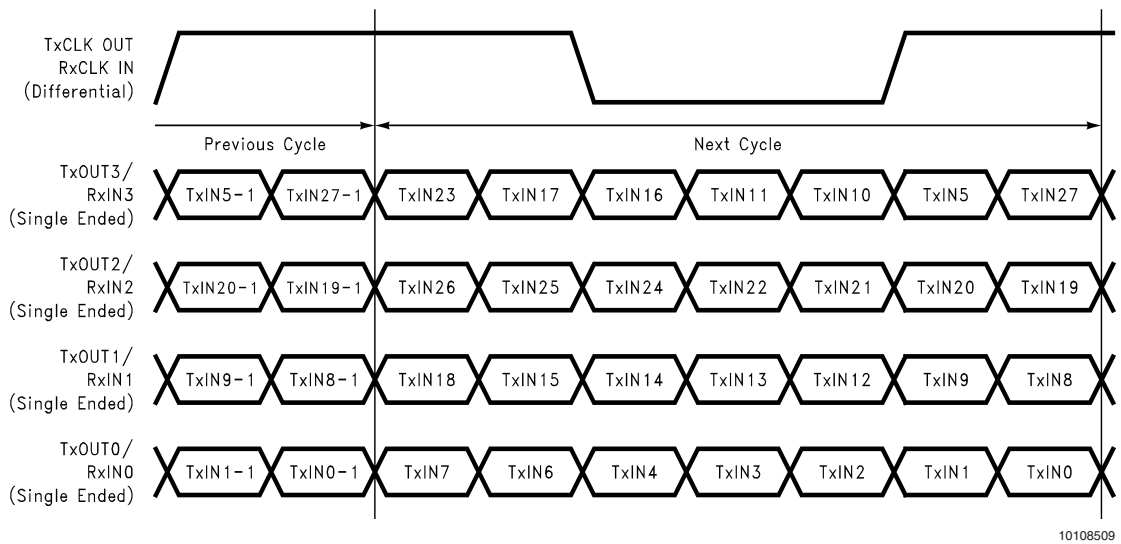 TxCLK OUT
RxCLK IN
(Differential)
Previous Cycle
Next Cycle
TxOUT3/
RxIN3
(Single Ended)
TxIN5-1 TxIN27-1 TxIN23 TxIN17 TxIN16 TxIN11 TxIN10 TxIN5 TxIN27
TxOUT2/
RxIN2
(Single Ended)
TxIN20-1 TxIN19-1 TxIN26 TxIN25 TxIN24 TxIN22 TxIN21 TxIN20 TxIN19
TxOUT1/
RxIN1
(Single Ended)
TxIN9-1 TxIN8-1 TxIN18 TxIN15 TxIN14 TxIN13 TxIN12 TxIN9 TxIN8
TxOUT0/
RxIN0
(Single Ended)
TxIN1-1 TxIN0-1 TxIN7 TxIN6 TxIN4 TxIN3 TxIN2 TxIN1 TxIN0
10108509